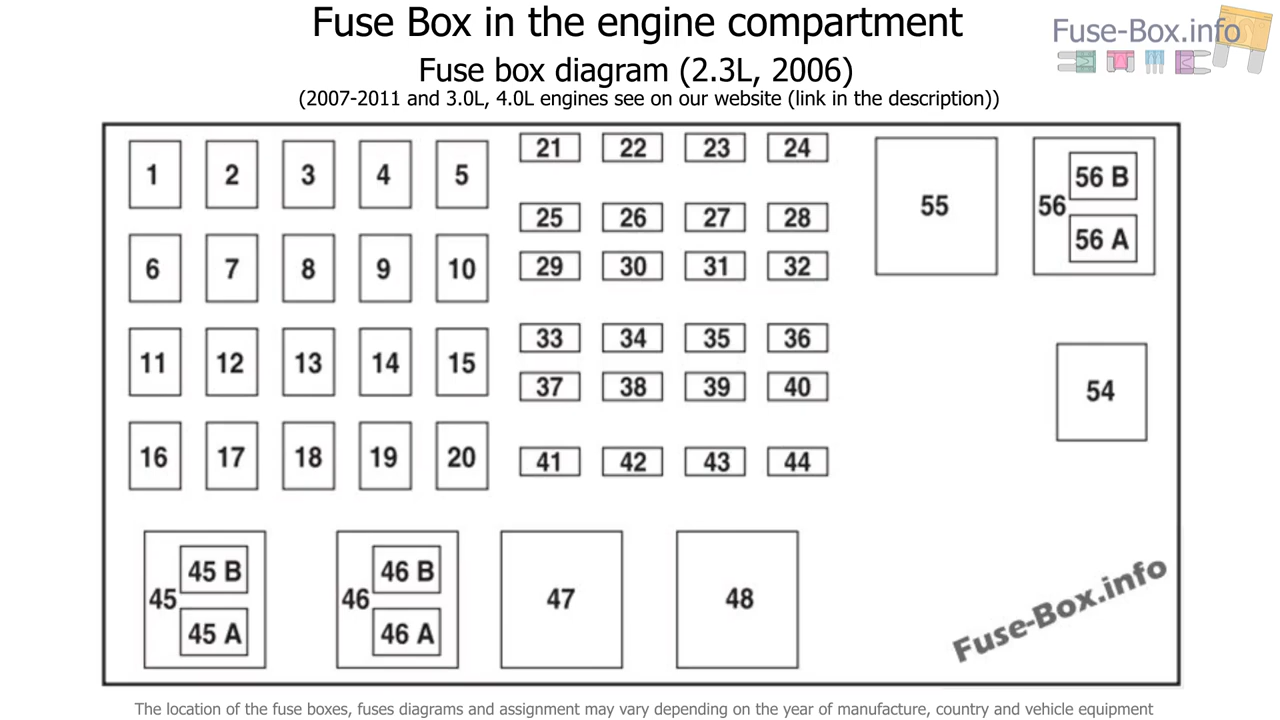 Fuse Box in the engine compartment
Fuse-Box.info
Fuse box diagram (2.3L, 2006)
(2007-2011 and 3.0L, 4.0L engines see on our website (link in the description))
1 2 3 4 5 21 22 23 24 55 56 56 B
56 A
25 26 27 28
6 7 8 9 10 29 30 31 32
11 12 13 14 15 33 34 35 36
37 38 39 40 54
16 17 18 19 20 41 42 43 44
45 45 B 46 46 B 47 48
45 A 46 A
Fuse-Box.info
The location of the fuse boxes, fuses diagrams and assignment may vary depending on the year of manufacture, country and vehicle equipment